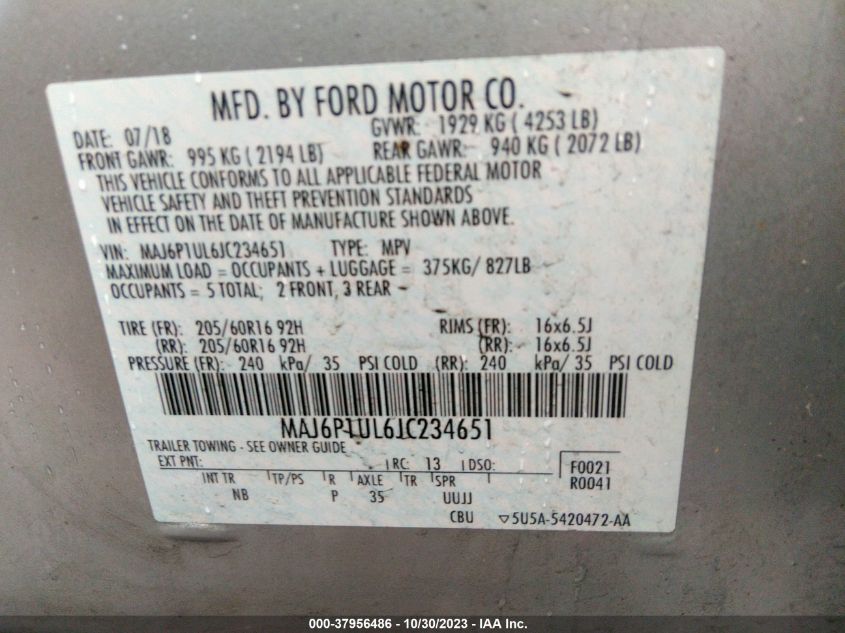 MFD. BY FORD MOTOR CO.
DATE: 07/18 GVWR: 1929 KG ( 4253 LB)
FRONT GAWR: 995 KG ( 2194 LB) REAR GAWR: 940 KG ( 2072 LB)
THIS VEHICLE CONFORMS TO ALL APPLICABLE FEDERAL MOTOR
VEHICLE SAFETY AND THEFT PREVENTION STANDARDS
IN EFFECT ON THE DATE OF MANUFACTURE SHOWN ABOVE.
VIN: MAJ6P1UL6JC234651 TYPE: MPV
MAXIMUM LOAD = OCCUPANTS + LUGGAGE = 375KG/ 827LB
OCCUPANTS = 5 TOTAL; 2 FRONT, 3 REAR
TIRE (FR): 205/60R16 92H RIMS (FR): 16x6.5J
(RR): 205/60R16 92H (RR): 16x6.5J
PRESSURE (FR): 240 kPa/ 35 PSI COLD (RR): 240 kPa/ 35 PSI COLD
MAJ6P1UL6JC234651
TRAILER TOWING - SEE OWNER GUIDE
EXT PNT: RC: 13 DSO: F0021
R0041
INT TR TP/PS R AXLE TR SPR
NB P 35 UUJJ
CBU ▽5U5A-5420472-AA
000-37956486 - 10/30/2023 - IAA Inc.